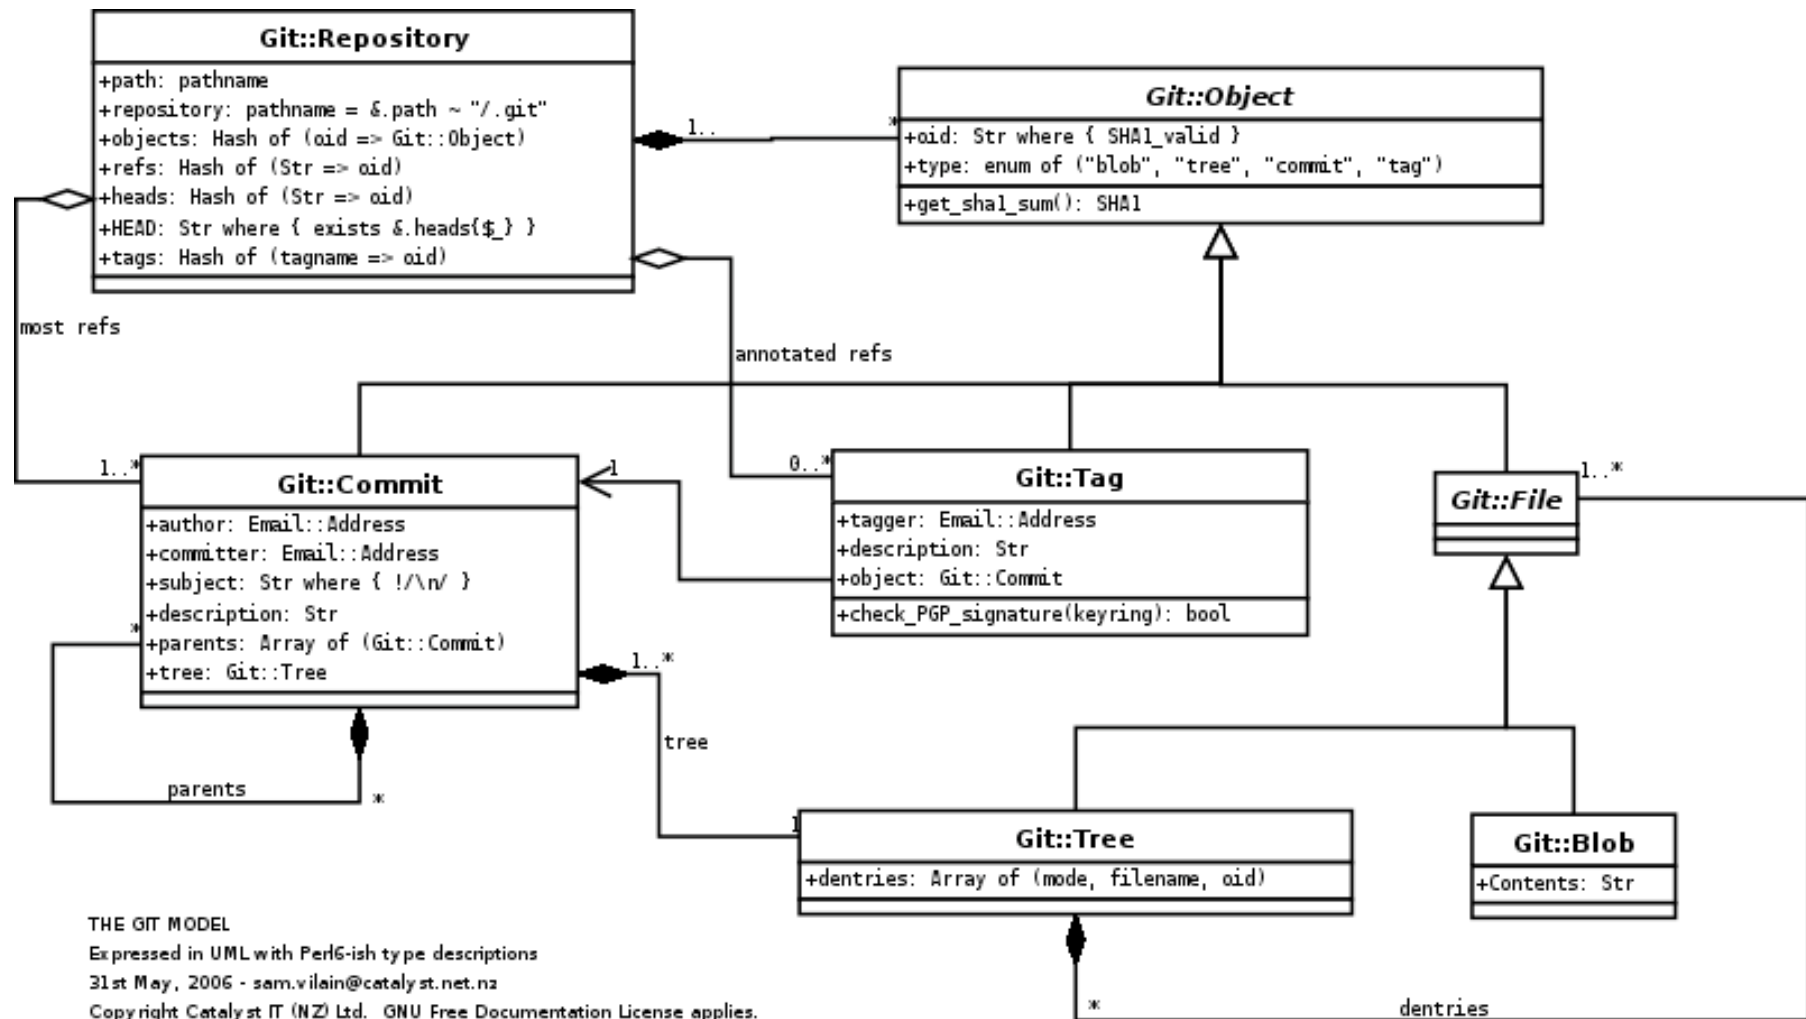 Git::Repository
+path: pathname
+repository: pathname = &.path ~ "/.git"
+objects: Hash of (oid => Git::Object)
+refs: Hash of (Str => oid)
+heads: Hash of (Str => oid)
+HEAD: Str where { exists &.heads{$_} }
+tags: Hash of (tagname => oid)
1..
*
Git::Object
+oid: Str where { SHA1_valid }
+type: enum of ("blob", "tree", "commit", "tag")
+get_sha1_sum(): SHA1
most refs
annotated refs
1..*
Git::Commit
+author: Email::Address
+committer: Email::Address
+subject: Str where { !/\n/ }
+description: Str
+parents: Array of (Git::Commit)
+tree: Git::Tree
1
0..*
Git::Tag
+tagger: Email::Address
+description: Str
+object: Git::Commit
+check_PGP_signature(keyring): bool
Git::File
1..*
*
parents
*
1..*
tree
1
Git::Tree
+dentries: Array of (mode, filename, oid)
Git::Blob
+Contents: Str
*
dentries
THE GIT MODEL
Expressed in UML with Perl6-ish type descriptions
31st May, 2006 - sam.vilain@catalyst.net.nz
Copyright Catalyst IT (NZ) Ltd. GNU Free Documentation License applies.